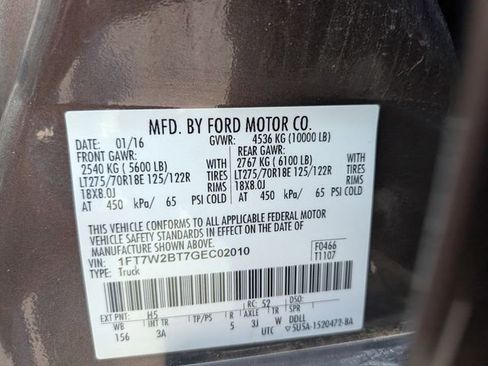 MFD. BY FORD MOTOR CO.
DATE: 01/16 GVWR: 4536 KG (10000 LB)
FRONT GAWR: REAR GAWR:
2540 KG ( 5600 LB) WITH 2767 KG ( 6100 LB) WITH
LT275/70R18E 125/122R TIRES LT275/70R18E 125/122R TIRES
18X8.0J RIMS 18X8.0J RIMS
AT 450 kPa/ 65 PSI COLD AT 450 kPa/ 65 PSI COLD
THIS VEHICLE CONFORMS TO ALL APPLICABLE FEDERAL MOTOR
VEHICLE SAFETY STANDARDS IN EFFECT ON THE DATE OF
MANUFACTURE SHOWN ABOVE.
VIN: 1FT7W2BT7GEC02010 F0466
TYPE: Truck T1107
EXT PNT: H5 RC: 52 DSO:
WB INT TR TP/PS R AXLE TR SPR
156 3A 5 3J W DDLL
UTC 5U5A-1520472-BA